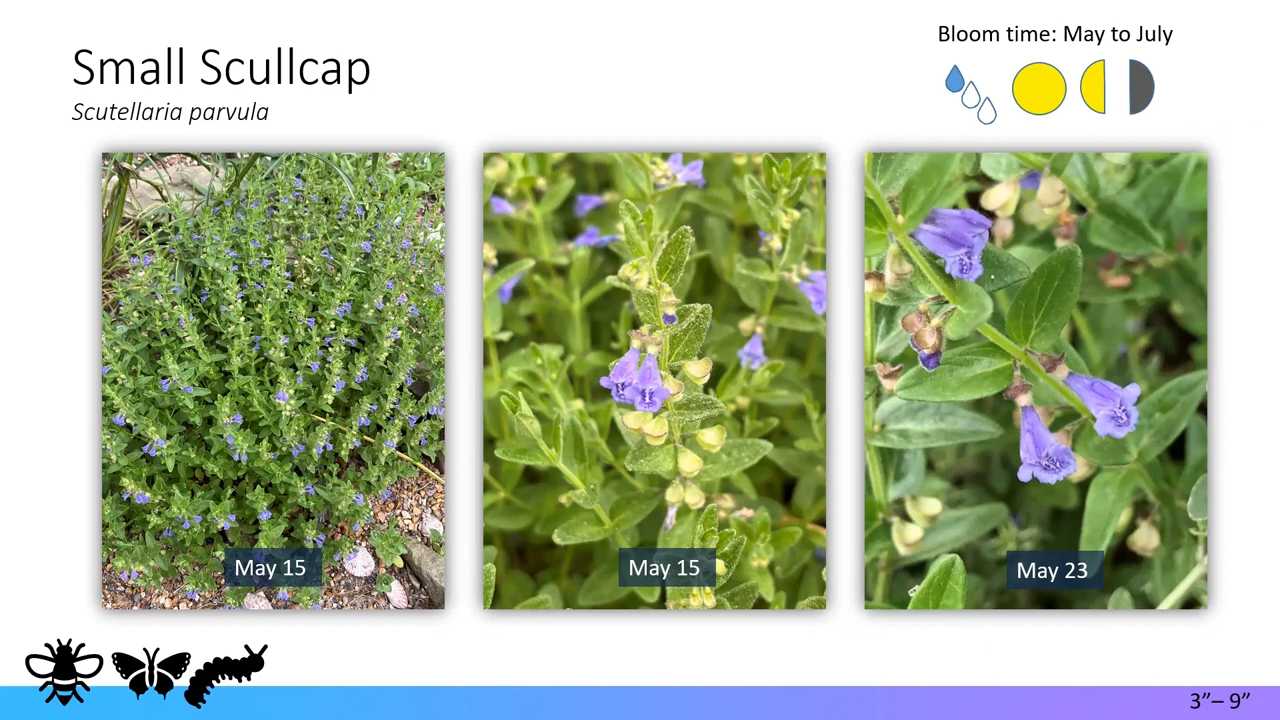 Bloom time: May to July
Small Scullcap
Scutellaria parvula
May 15
May 15
May 23
3”– 9”